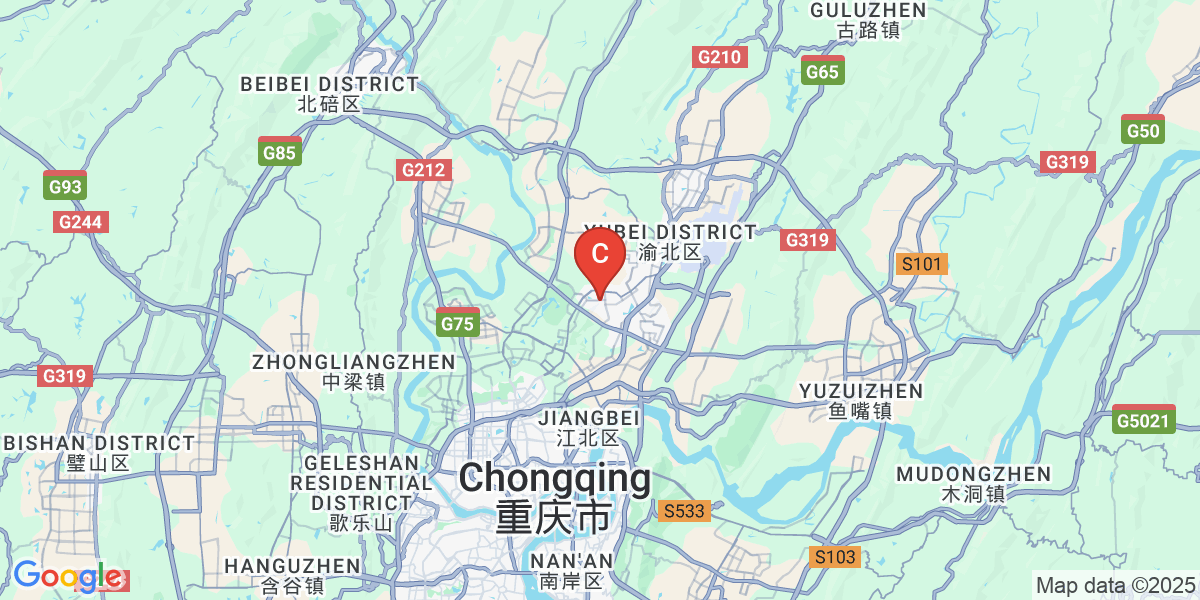 GULUZHEN
古路镇
G210
G65
BEIBEI DISTRICT
北碚区
G50
G85
G319
G212
G93
G244
YUBEI DISTRICT
渝北区
G319
C
S101
G75
ZHONGLIANGZHEN
中梁镇
G319
YUZUIZHEN
鱼嘴镇
JIANGBEI
江北区
G5021
BISHAN DISTRICT
璧山区
GELESHAN
RESIDENTIAL
DISTRICT
歌乐山
Chongqing
重庆市
MUDONGZHEN
木洞镇
S533
S103
NAN'AN
南岸区
HANGUZHEN
含谷镇
Google
Map data ©2025